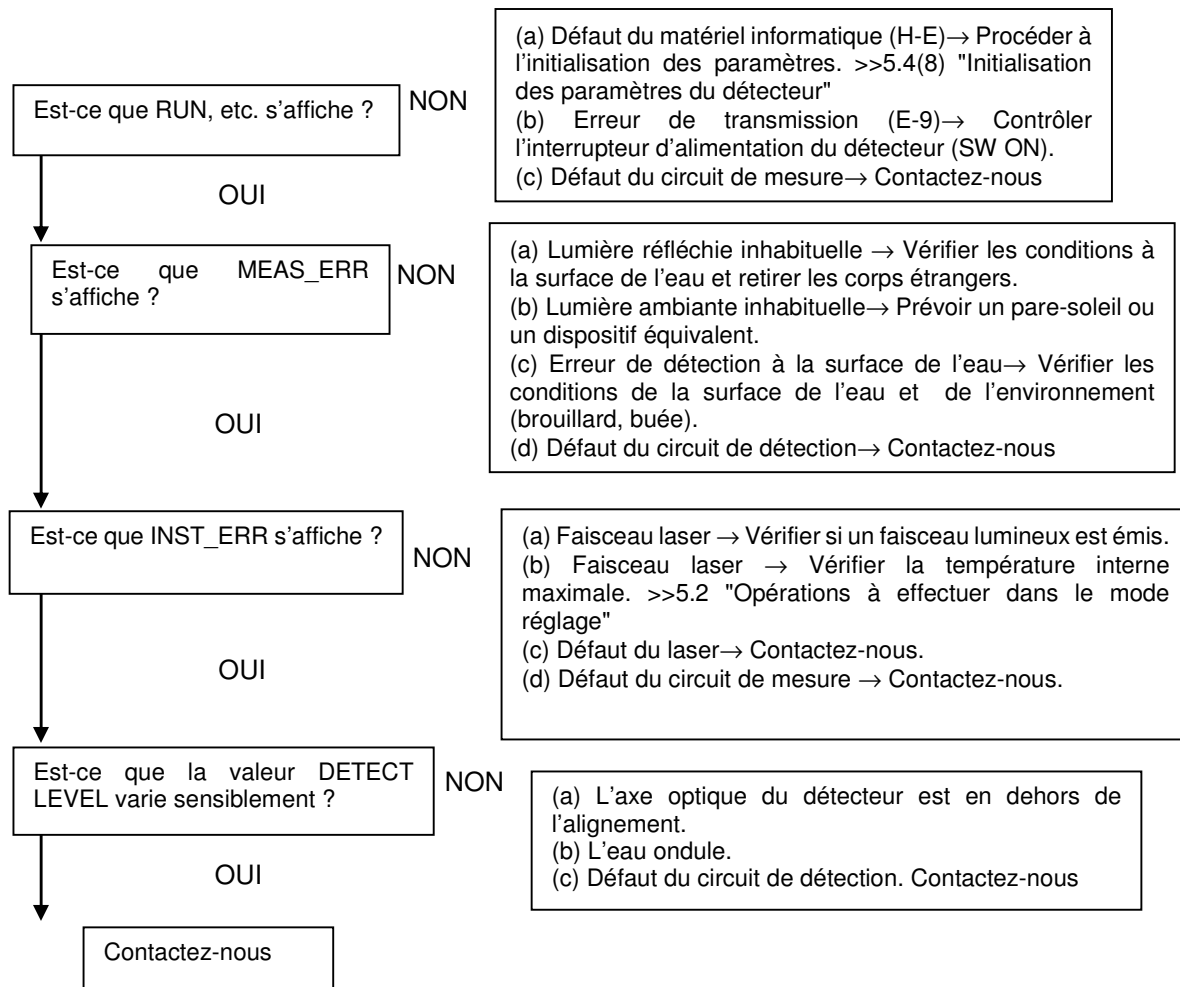 Est-ce que RUN, etc. s’affiche ?
NON
(a) Défaut du matériel informatique (H-E)→ Procéder à
l’initialisation des paramètres. >>5.4(8) "Initialisation
des paramètres du détecteur"
(b) Erreur de transmission (E-9)→ Contrôler
l’interrupteur d’alimentation du détecteur (SW ON).
(c) Défaut du circuit de mesure→ Contactez-nous
OUI
Est-ce que MEAS_ERR
s’affiche ?
NON
(a) Lumière réfléchie inhabituelle → Vérifier les conditions à
la surface de l’eau et retirer les corps étrangers.
(b) Lumière ambiante inhabituelle→ Prévoir un pare-soleil ou
un dispositif équivalent.
(c) Erreur de détection à la surface de l’eau→ Vérifier les
conditions de la surface de l’eau et de l’environnement
(brouillard, buée).
(d) Défaut du circuit de détection→ Contactez-nous
OUI
Est-ce que INST_ERR s’affiche ?
NON
(a) Faisceau laser → Vérifier si un faisceau lumineux est émis.
(b) Faisceau laser → Vérifier la température interne
maximale. >>5.2 "Opérations à effectuer dans le mode
réglage"
(c) Défaut du laser→ Contactez-nous.
(d) Défaut du circuit de mesure → Contactez-nous.
OUI
Est-ce que la valeur DETECT
LEVEL varie sensiblement ?
NON
(a) L’axe optique du détecteur est en dehors de
l’alignement.
(b) L’eau ondule.
(c) Défaut du circuit de détection. Contactez-nous
OUI
Contactez-nous